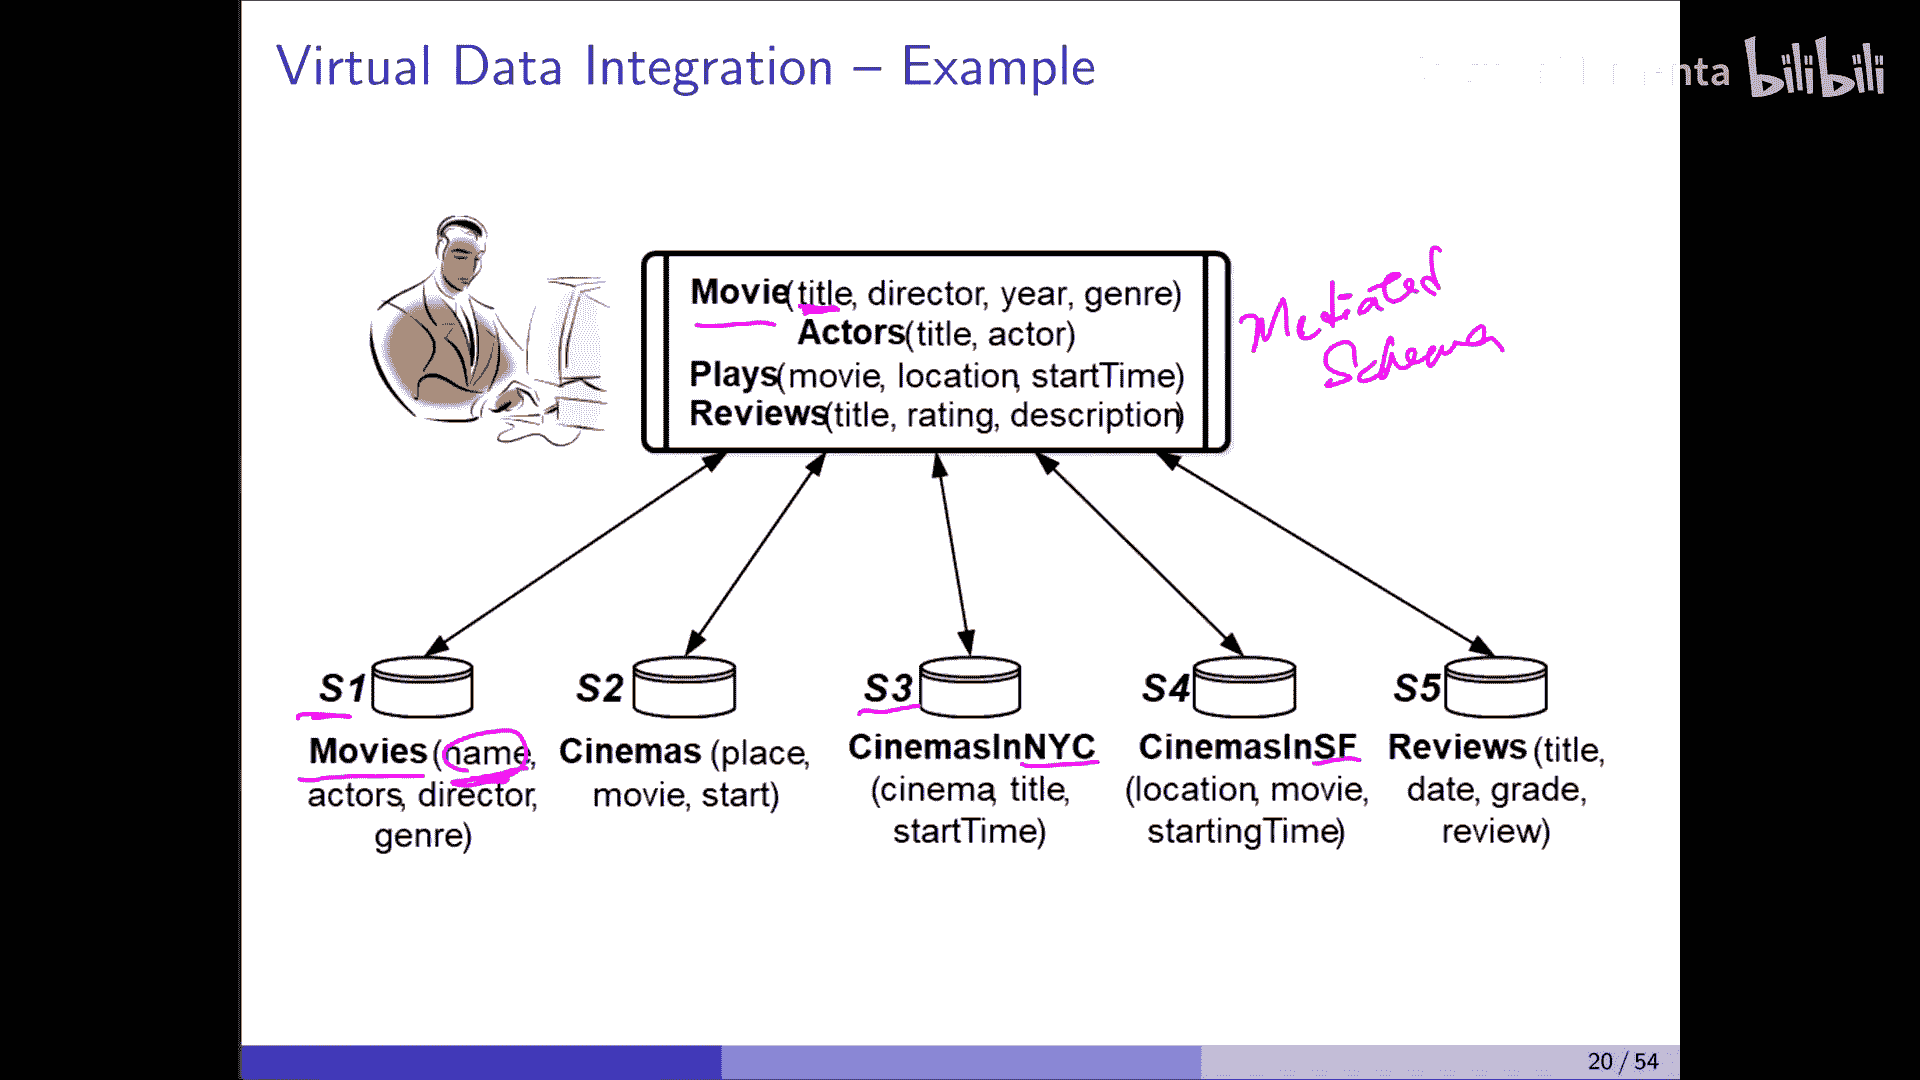 Virtual Data Integration – Example
nta bilibili
Movie(title, director, year, genre)
Actors(title, actor)
Plays(movie, location, startTime)
Reviews(title, rating, description)
Mediated
Schema
S1
S2
S3
S4
S5
Movies (name,
actors, director,
genre)
Cinemas (place,
movie, start)
CinemasInNYC
(cinema, title,
startTime)
CinemasInSF
(location, movie,
startingTime)
Reviews (title,
date, grade,
review)
20 / 54